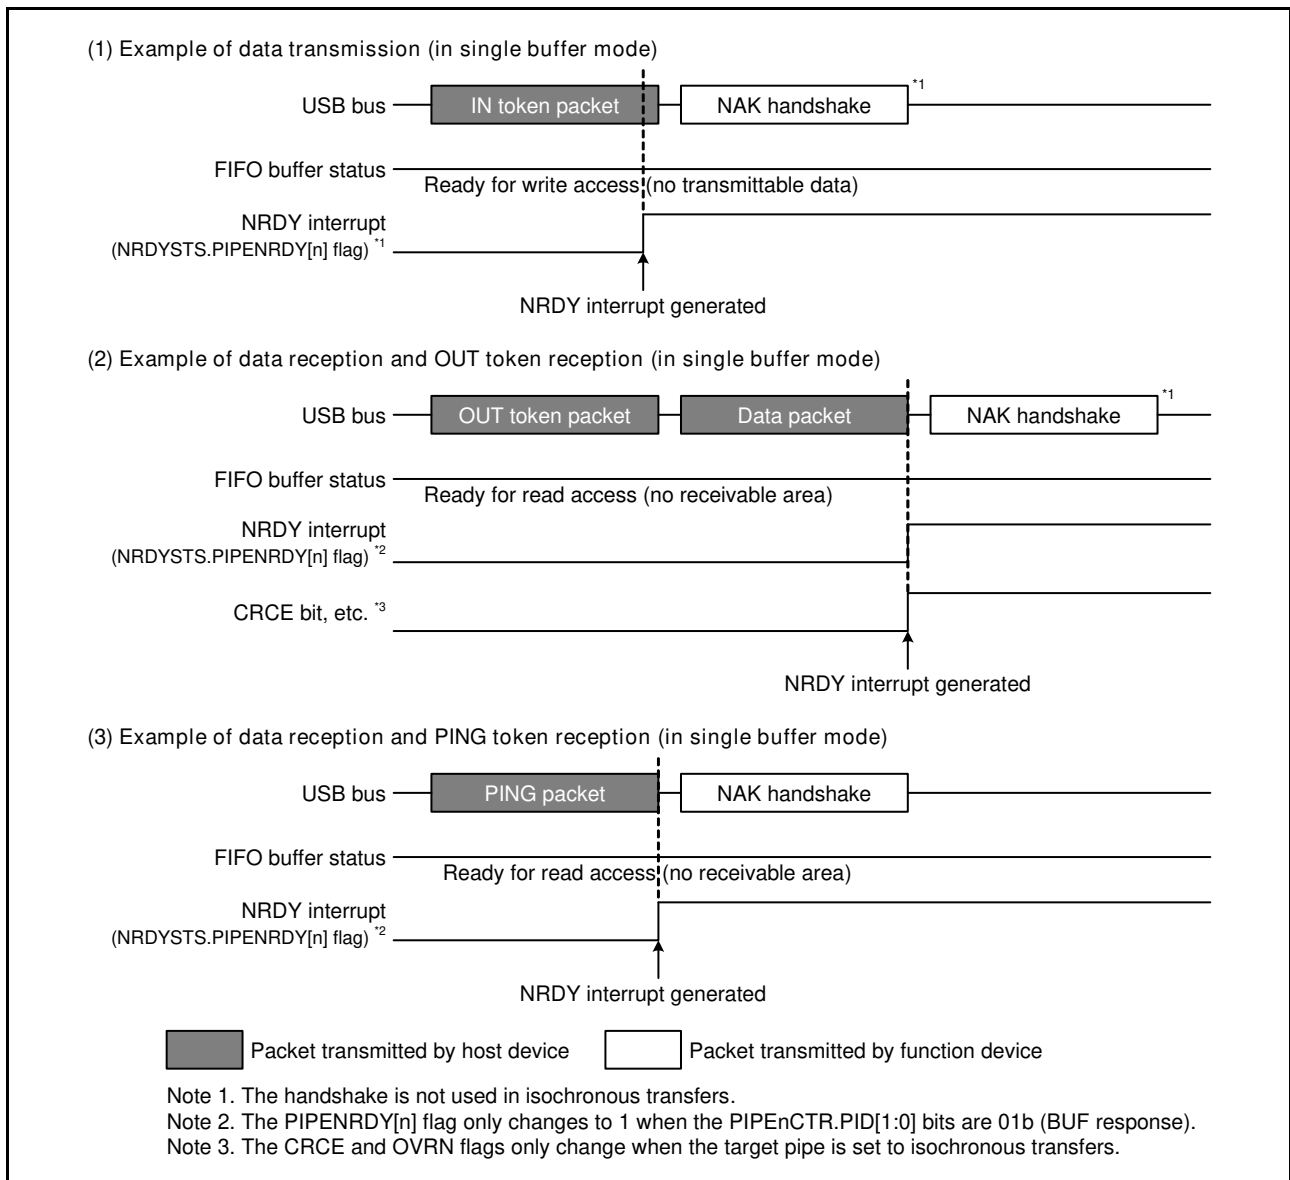 (1) Example of data transmission (in single buffer mode)
USB bus IN token packet NAK handshake *1
FIFO buffer status
Ready for write access (no transmittable data)
NRDY interrupt
(NRDYSTS.PIPENRDY[n] flag) *1
NRDY interrupt generated
(2) Example of data reception and OUT token reception (in single buffer mode)
USB bus OUT token packet Data packet NAK handshake *1
FIFO buffer status
Ready for read access (no receivable area)
NRDY interrupt
(NRDYSTS.PIPENRDY[n] flag) *2
CRCE bit, etc. *3
NRDY interrupt generated
(3) Example of data reception and PING token reception (in single buffer mode)
USB bus PING packet NAK handshake
FIFO buffer status
Ready for read access (no receivable area)
NRDY interrupt
(NRDYSTS.PIPENRDY[n] flag) *2
NRDY interrupt generated
Packet transmitted by host device Packet transmitted by function device
Note 1. The handshake is not used in isochronous transfers.
Note 2. The PIPENRDY[n] flag only changes to 1 when the PIPEnCTR.PID[1:0] bits are 01b (BUF response).
Note 3. The CRCE and OVRN flags only change when the target pipe is set to isochronous transfers.